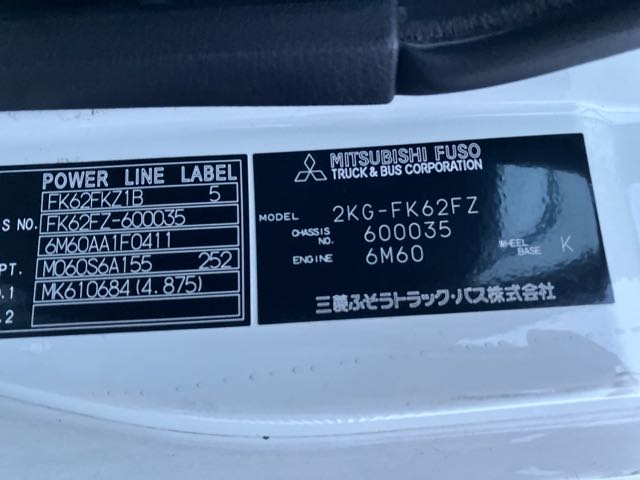 POWER LINE LABEL
FK62FKZ1B 5
S NO. FK62FZ-600035
6M60AA1F0411
PT. M060S6A155 252
O.1 MK610684(4.875)
.2
MITSUBISHI FUSO
TRUCK & BUS CORPORATION
MODEL 2KG-FK62FZ
CHASSIS NO. 600035
ENGINE 6M60 WHEEL BASE K
三菱ふそうトラック・バス株式会社